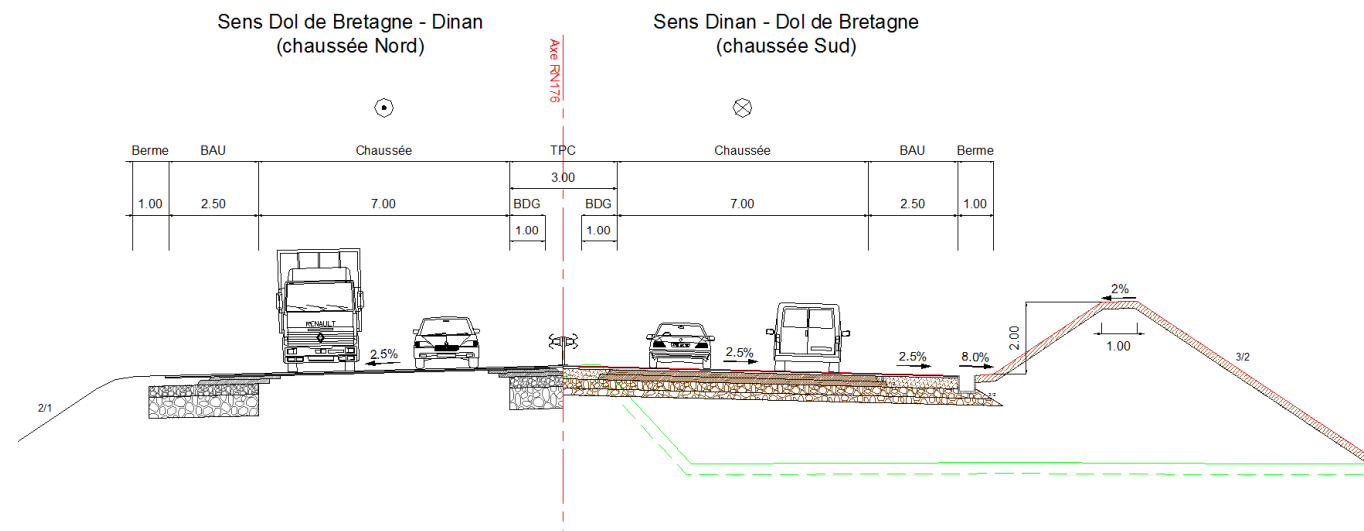 Sens Dol de Bretagne - Dinan
(chaussée Nord)
Sens Dinan - Dol de Bretagne
(chaussée Sud)
Axe RN176
Berme BAU Chaussée TPC Chaussée BAU Berme
3.00
1.00 2.50 7.00 BDG BDG 7.00 2.50 1.00
1.00 1.00
2%
RENAULT
2.00
1.00
2.5% 2.5% 2.5% 8.0% 3/2
2/1